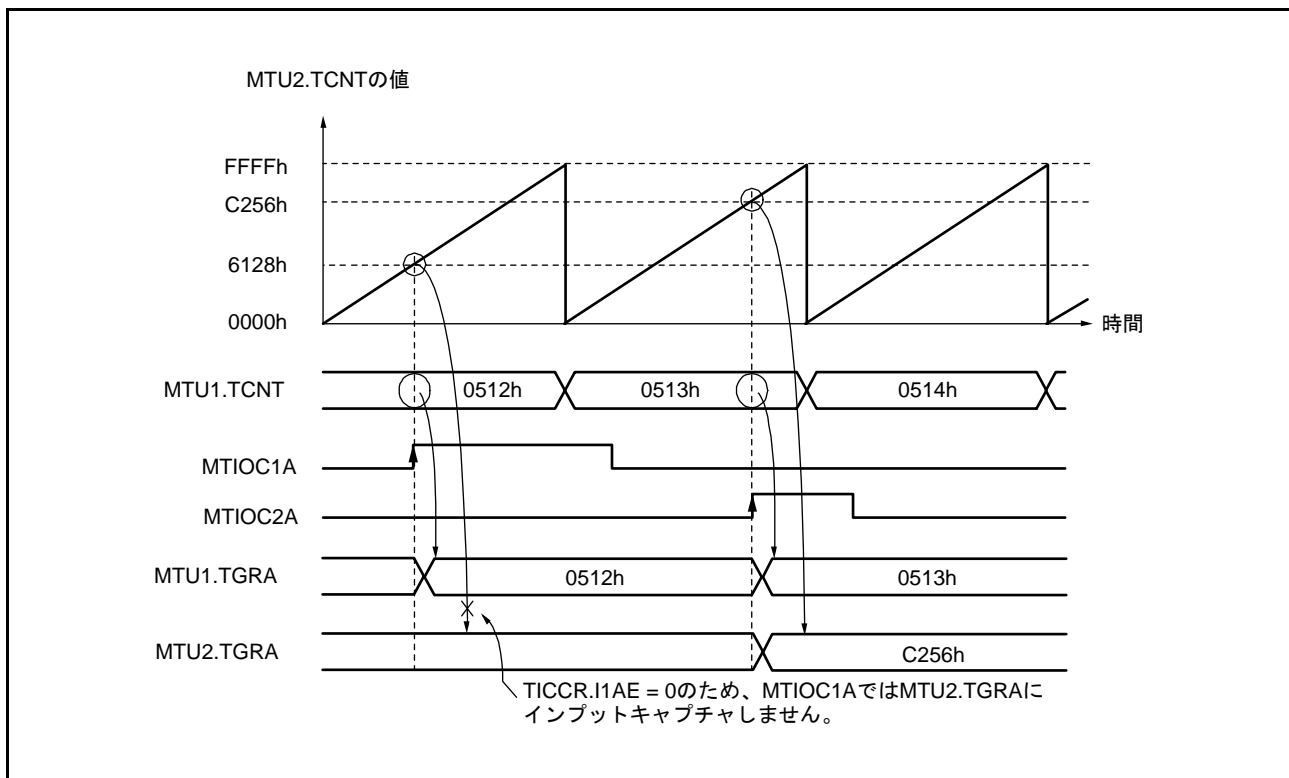 MTU2.TCNTの値
FFFFh
C256h
6128h
0000h
時間
MTU1.TCNT
0512h
0513h
0514h
MTIOC1A
MTIOC2A
MTU1.TGRA
0512h
0513h
MTU2.TGRA
C256h
TICCR.I1AE = 0のため、MTIOC1AではMTU2.TGRAに
インプットキャプチャしません。